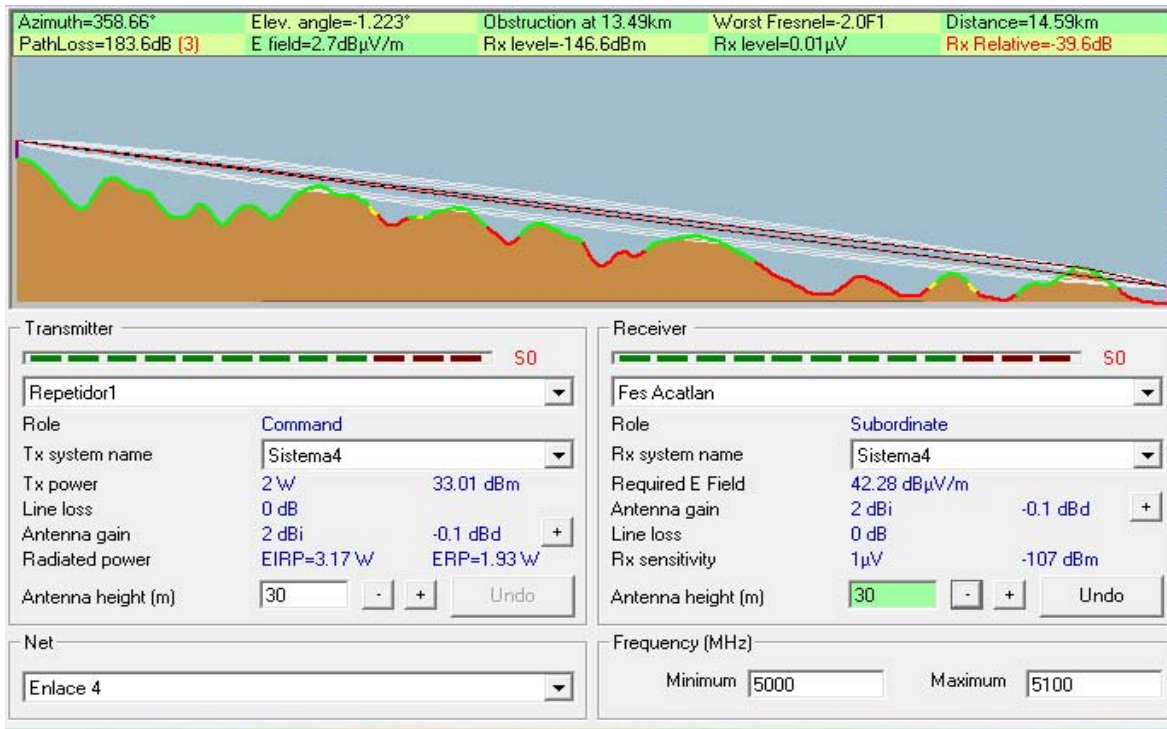 Azimuth=358.66° Elev. angle=-1.223° Obstruction at 13.49km Worst Fresnel=-2.0F1 Distance=14.59km
PathLoss=183.6dB (3) E field=2.7dBµV/m Rx level=-146.6dBm Rx level=0.01µV Rx Relative=-39.6dB
Transmitter
S0
Repetidor1
Role Command
Tx system name Sistema4
Tx power 2 W 33.01 dBm
Line loss 0 dB
Antenna gain 2 dBi -0.1 dBd +
Radiated power EIRP=3.17 W ERP=1.93 W
Antenna height (m) 30 - + Undo
Net
Enlace 4
Receiver
S0
Fes Acatlan
Role Subordinate
Rx system name Sistema4
Required E Field 42.28 dBµV/m
Antenna gain 2 dBi -0.1 dBd +
Line loss 0 dB
Rx sensitivity 1µV -107 dBm
Antenna height (m) 30 - + Undo
Frequency (MHz)
Minimum 5000 Maximum 5100